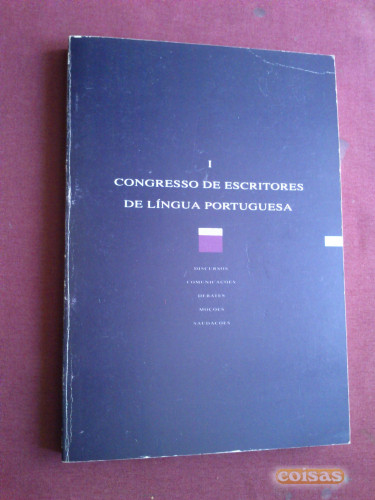 I
CONGRESSO DE ESCRITORES
DE LÍNGUA PORTUGUESA
DISCURSOS
COMUNICAÇÕES
DEBATES
MOÇÕES
SAUDAÇÕES
coisas